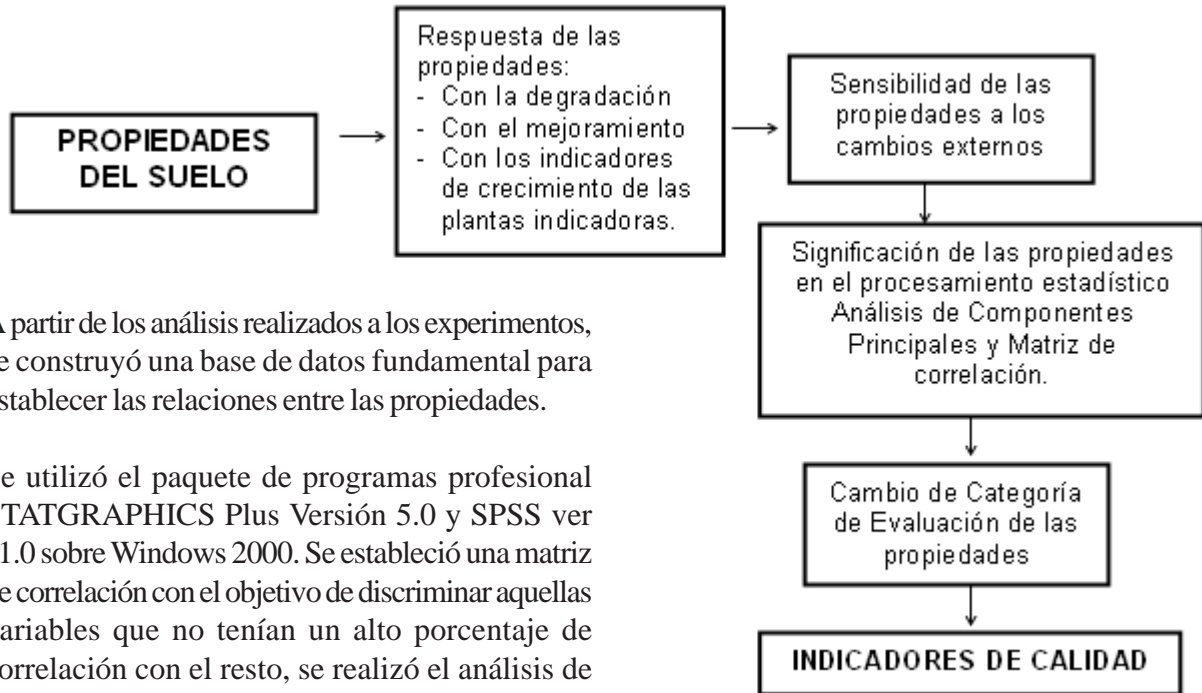 PROPIEDADES
DEL SUELO
Respuesta de las
propiedades:
- Con la degradación
- Con el mejoramiento
- Con los indicadores
de crecimiento de las
plantas indicadoras.
Sensibilidad de las
propiedades a los
cambios externos
Significación de las propiedades
en el procesamiento estadístico
Análisis de Componentes
Principales y Matriz de
correlación.
Cambio de Categoría
de Evaluación de las
propiedades
INDICADORES DE CALIDAD
A partir de los análisis realizados a los experimentos,
e construyó una base de datos fundamental para
stablecer las relaciones entre las propiedades.
e utilizó el paquete de programas profesional
TATGRAPHICS Plus Versión 5.0 y SPSS ver
1.0 sobre Windows 2000. Se estableció una matriz
e correlación con el objetivo de discriminar aquellas
ariables que no tenían un alto porcentaje de
orrelación con el resto, se realizó el análisis de